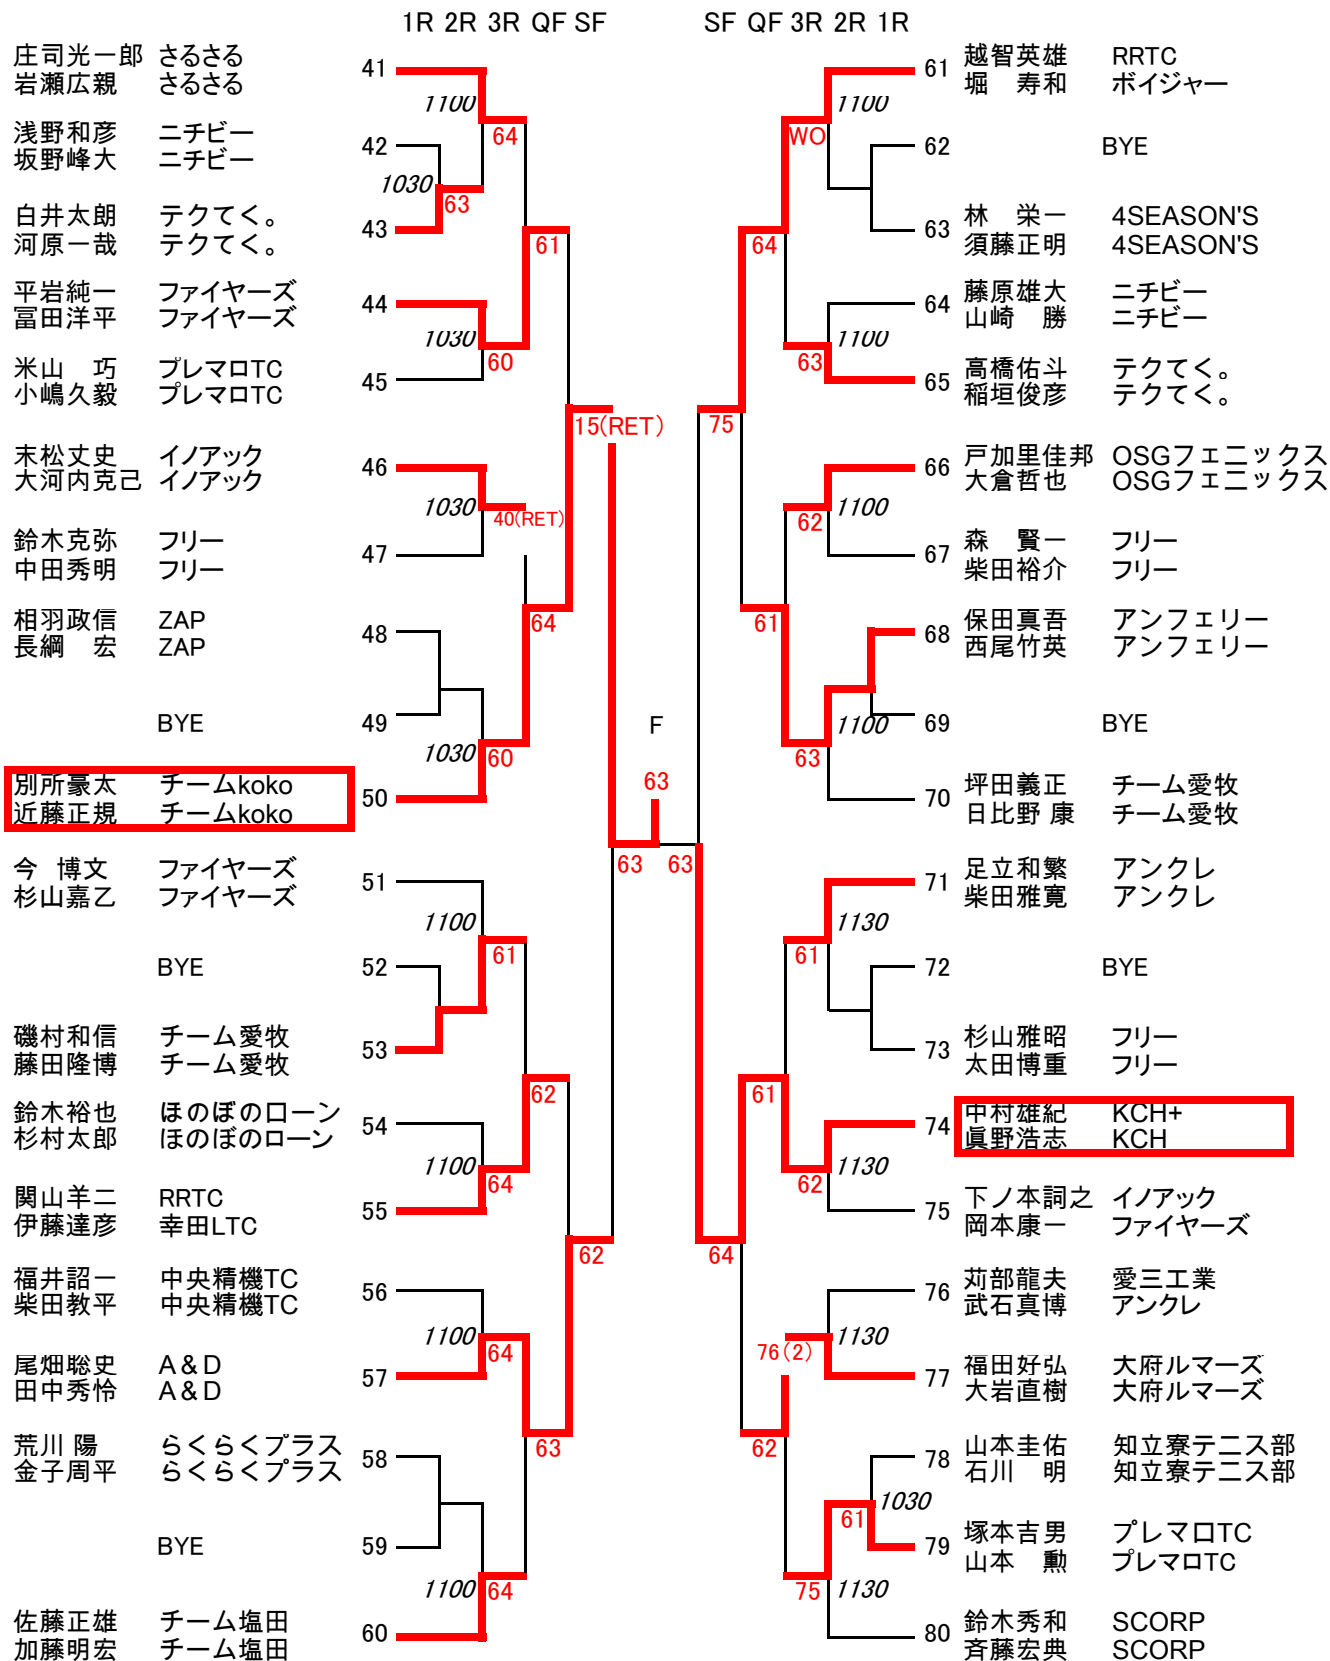 1R 2R 3R QF SF
SF QF 3R 2R 1R
庄司光一郎 さるさる
岩瀬広親 さるさる
41
1100
64
浅野和彦 ニチビー
坂野峰大 ニチビー
42
1030
63
白井太朗 テクてく。
河原一哉 テクてく。
43
61
平岩純一 ファイヤーズ
冨田洋平 ファイヤーズ
44
1030
60
米山 巧 プレマロTC
小嶋久毅 プレマロTC
45
15(RET)
末松丈史 イノアック
大河内克己 イノアック
46
1030
40(RET)
鈴木克弥 フリー
中田秀明 フリー
47
64
相羽政信 ZAP
長綱 宏 ZAP
48
BYE
49
1030
60
別所豪太 チームkoko
近藤正規 チームkoko
50
F
63
63
63
今 博文 ファイヤーズ
杉山嘉乙 ファイヤーズ
51
1100
61
BYE
52
磯村和信 チーム愛牧
藤田隆博 チーム愛牧
53
62
鈴木裕也 ほのぼのローン
杉村太郎 ほのぼのローン
54
1100
64
関山羊二 RRTC
伊藤達彦 幸田LTC
55
62
福井詔一 中央精機TC
柴田教平 中央精機TC
56
1100
64
尾畑聡史 A&D
田中秀怜 A&D
57
63
荒川 陽 らくらくプラス
金子周平 らくらくプラス
58
BYE
59
1100
64
佐藤正雄 チーム塩田
加藤明宏 チーム塩田
60
61
越智英雄 RRTC
堀 寿和 ボイジャー
1100
WO
62
BYE
63
林 栄一 4SEASON'S
須藤正明 4SEASON'S
64
64
藤原雄大 ニチビー
山崎 勝 ニチビー
1100
63
65
高橋佑斗 テクてく。
稲垣俊彦 テクてく。
75
66
戸加里佳邦 OSGフェニックス
大倉哲也 OSGフェニックス
1100
62
67
森 賢一 フリー
柴田裕介 フリー
61
68
保田真吾 アンフェリー
西尾竹英 アンフェリー
69
BYE
1100
63
70
坪田義正 チーム愛牧
日比野 康 チーム愛牧
71
足立和繁 アンクレ
柴田雅寛 アンクレ
1130
61
72
BYE
73
杉山雅昭 フリー
太田博重 フリー
61
74
中村雄紀 KCH+
眞野浩志 KCH
1130
62
75
下ノ本詞之 イノアック
岡本康一 ファイヤーズ
64
76
苅部龍夫 愛三工業
武石真博 アンクレ
1130
76(2)
77
福田好弘 大府ルマーズ
大岩直樹 大府ルマーズ
62
78
山本圭佑 知立寮テニス部
石川 明 知立寮テニス部
1030
61
79
塚本吉男 プレマロTC
山本 勲 プレマロTC
1130
75
80
鈴木秀和 SCORP
斉藤宏典 SCORP